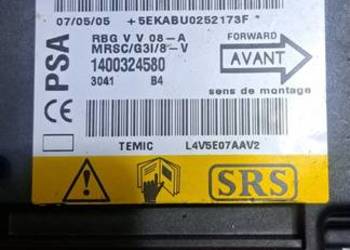 07/05/05 +5EKABU0252173F*
PSA
RBG V V 08-A
MRSC/G3I/8-V
1400324580
3041 B4
FORWARD
AVANT
sens de montage
CE
TEMIC L4V5E07AAV2
SRS